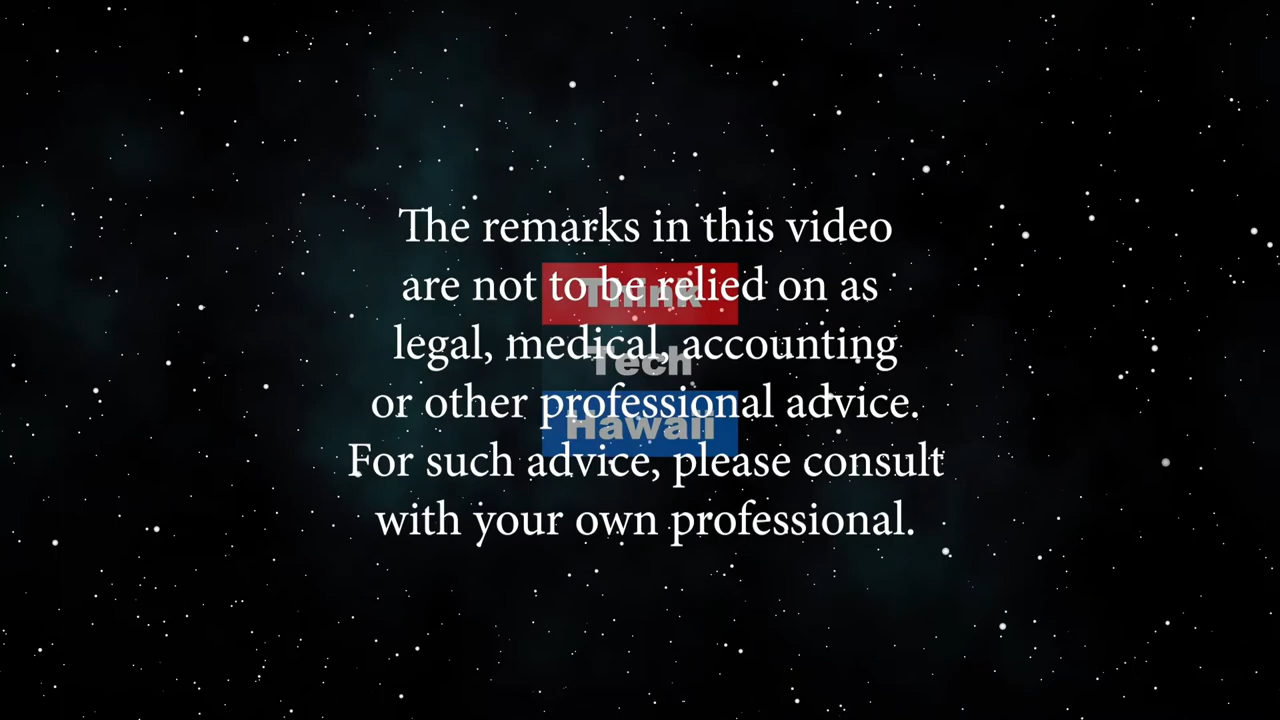 The remarks in this video
are not to be relied on as
legal, medical, accounting
or other professional advice.
For such advice, please consult
with your own professional.
Think
Tech
Hawaii